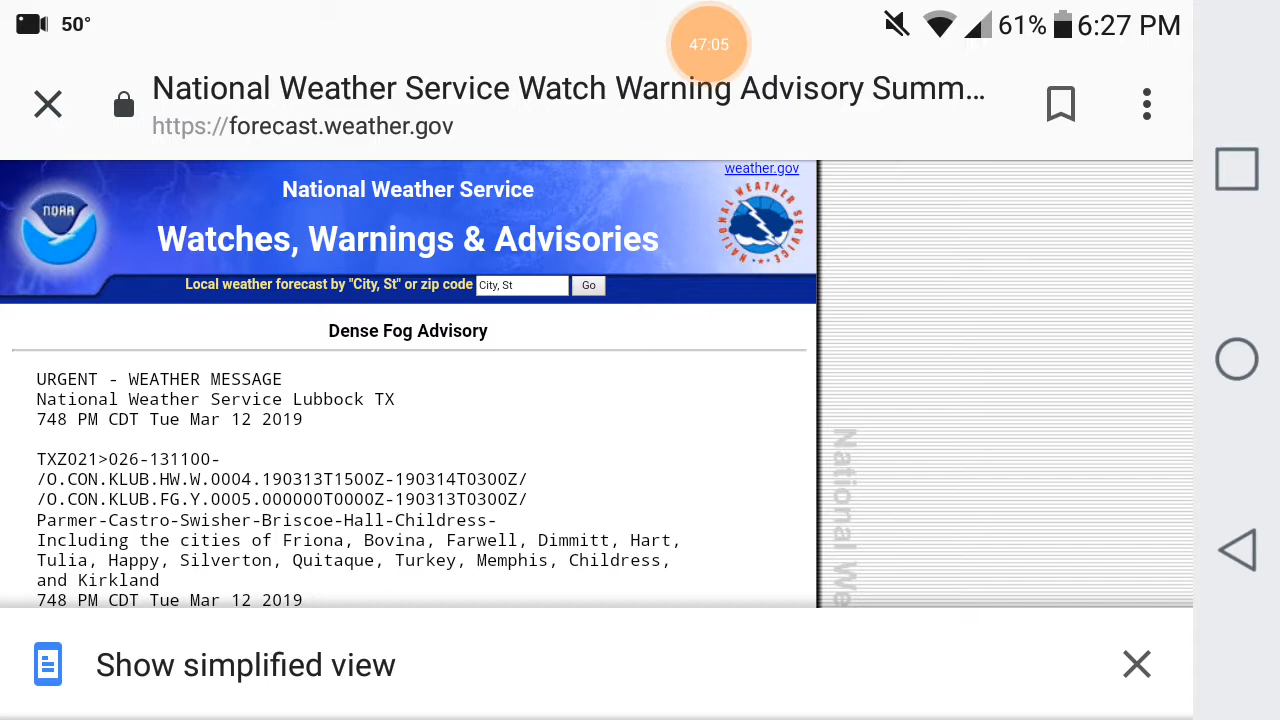 50°
47:05
61% 6:27 PM
National Weather Service Watch Warning Advisory Summ...
https://forecast.weather.gov
weather.gov
NOAA
National Weather Service
NATIONAL WEATHER SERVICE
Watches, Warnings & Advisories
Local weather forecast by "City, St" or zip code City, St Go
Dense Fog Advisory
URGENT - WEATHER MESSAGE
National Weather Service Lubbock TX
748 PM CDT Tue Mar 12 2019
TXZ021>026-131100-
/O.CON.KLUB.HW.W.0004.190313T1500Z-190314T0300Z/
/O.CON.KLUB.FG.Y.0005.000000T0000Z-190313T0300Z/
Parmer-Castro-Swisher-Briscoe-Hall-Childress-
Including the cities of Friona, Bovina, Farwell, Dimmitt, Hart,
Tulia, Happy, Silverton, Quitaque, Turkey, Memphis, Childress,
and Kirkland
748 PM CDT Tue Mar 12 2019
National We
Show simplified view